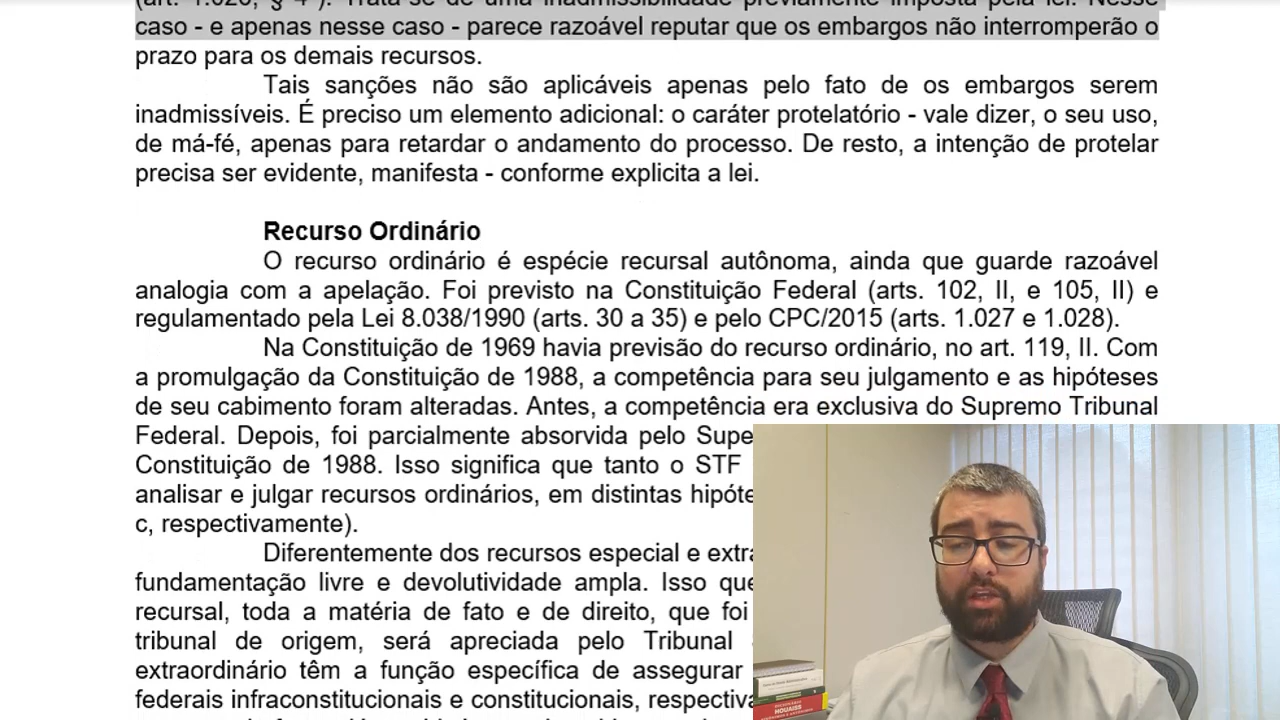 caso - e apenas nesse caso - parece razoável reputar que os embargos não interromperão o
prazo para os demais recursos.
Tais sanções não são aplicáveis apenas pelo fato de os embargos serem
inadmissíveis. É preciso um elemento adicional: o caráter protelatório - vale dizer, o seu uso,
de má-fé, apenas para retardar o andamento do processo. De resto, a intenção de protelar
precisa ser evidente, manifesta - conforme explicita a lei.
Recurso Ordinário
O recurso ordinário é espécie recursal autônoma, ainda que guarde razoável
analogia com a apelação. Foi previsto na Constituição Federal (arts. 102, II, e 105, II) e
regulamentado pela Lei 8.038/1990 (arts. 30 a 35) e pelo CPC/2015 (arts. 1.027 e 1.028).
Na Constituição de 1969 havia previsão do recurso ordinário, no art. 119, II. Com
a promulgação da Constituição de 1988, a competência para seu julgamento e as hipóteses
de seu cabimento foram alteradas. Antes, a competência era exclusiva do Supremo Tribunal
Federal. Depois, foi parcialmente absorvida pelo Supe
Constituição de 1988. Isso significa que tanto o STF
analisar e julgar recursos ordinários, em distintas hipóte
c, respectivamente).
Diferentemente dos recursos especial e extra
fundamentação livre e devolutividade ampla. Isso que
recursal, toda a matéria de fato e de direito, que foi
tribunal de origem, será apreciada pelo Tribunal
extraordinário têm a função específica de assegurar
federais infraconstitucionais e constitucionais, respectiva
HOUAISS